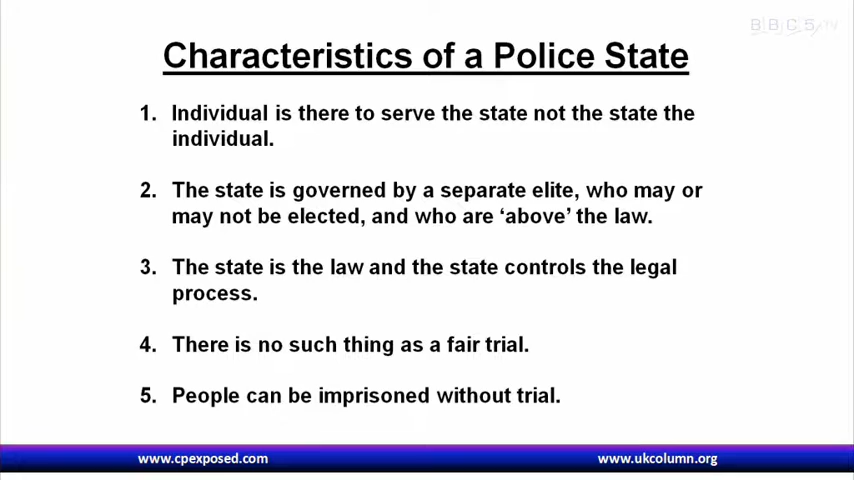 BBC5.TV
Characteristics of a Police State
1. Individual is there to serve the state not the state the
individual.
2. The state is governed by a separate elite, who may or
may not be elected, and who are ‘above’ the law.
3. The state is the law and the state controls the legal
process.
4. There is no such thing as a fair trial.
5. People can be imprisoned without trial.
www.cpexposed.com
www.ukcolumn.org